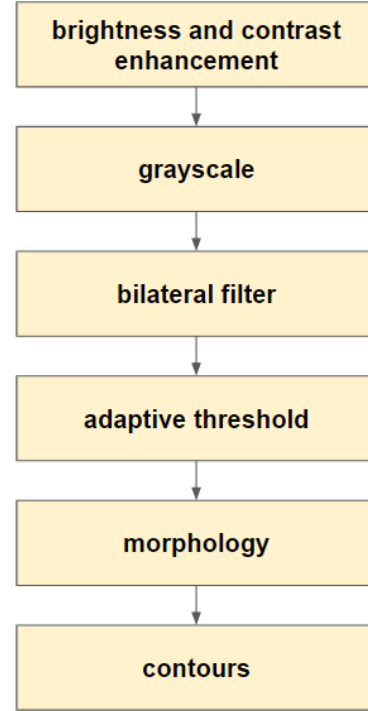 brightness and contrast
enhancement
grayscale
bilateral filter
adaptive threshold
morphology
contours